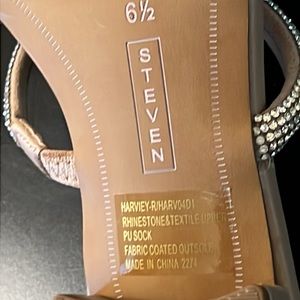 6½
STEVEN
HARVIEY-R/HARV04D1
RHINESTONE&TEXTILE UPPER
PU SOCK
FABRIC COATED OUTSOLE
MADE IN CHINA 2274